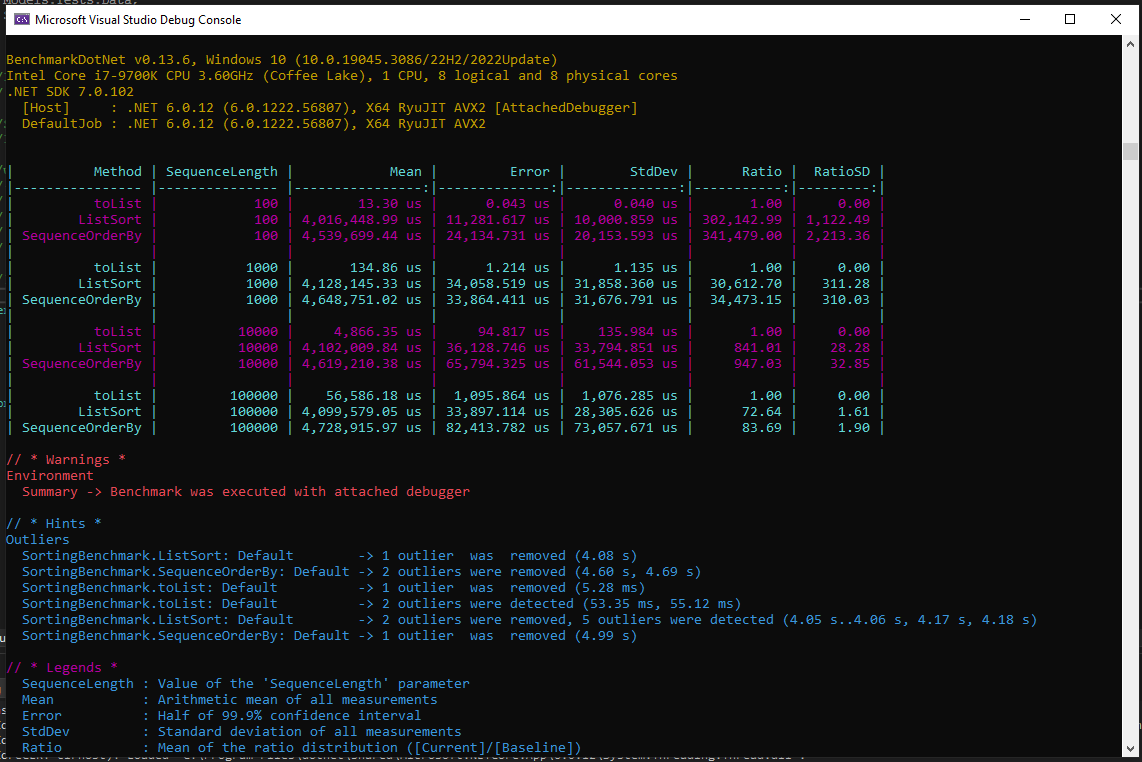 Models.Tests.Data;
Microsoft Visual Studio Debug Console
BenchmarkDotNet v0.13.6, Windows 10 (10.0.19045.3086/22H2/2022Update)
Intel Core i7-9700K CPU 3.60GHz (Coffee Lake), 1 CPU, 8 logical and 8 physical cores
.NET SDK 7.0.102
  [Host]     : .NET 6.0.12 (6.0.1222.56807), X64 RyuJIT AVX2 [AttachedDebugger]
  DefaultJob : .NET 6.0.12 (6.0.1222.56807), X64 RyuJIT AVX2
|          Method | SequenceLength |            Mean |         Error |        StdDev |      Ratio |  RatioSD |
|---------------- |--------------- |----------------:|--------------:|--------------:|-----------:|---------:|
|          toList |            100 |        13.30 us |      0.043 us |      0.040 us |       1.00 |     0.00 |
|        ListSort |            100 | 4,016,448.99 us | 11,281.617 us | 10,000.859 us | 302,142.99 | 1,122.49 |
| SequenceOrderBy |            100 | 4,539,699.44 us | 24,134.731 us | 20,153.593 us | 341,479.00 | 2,213.36 |
|                 |                |                 |               |               |            |          |
|          toList |           1000 |       134.86 us |      1.214 us |      1.135 us |       1.00 |     0.00 |
|        ListSort |           1000 | 4,128,145.33 us | 34,058.519 us | 31,858.360 us |  30,612.70 |   311.28 |
| SequenceOrderBy |           1000 | 4,648,751.02 us | 33,864.411 us | 31,676.791 us |  34,473.15 |   310.03 |
|                 |                |                 |               |               |            |          |
|          toList |          10000 |     4,866.35 us |     94.817 us |    135.984 us |       1.00 |     0.00 |
|        ListSort |          10000 | 4,102,009.84 us | 36,128.746 us | 33,794.851 us |     841.01 |    28.28 |
| SequenceOrderBy |          10000 | 4,619,210.38 us | 65,794.325 us | 61,544.053 us |     947.03 |    32.85 |
|                 |                |                 |               |               |            |          |
|          toList |         100000 |    56,586.18 us |  1,095.864 us |  1,076.285 us |       1.00 |     0.00 |
|        ListSort |         100000 | 4,099,579.05 us | 33,897.114 us | 28,305.626 us |      72.64 |     1.61 |
| SequenceOrderBy |         100000 | 4,728,915.97 us | 82,413.782 us | 73,057.671 us |      83.69 |     1.90 |
// * Warnings *
Environment
  Summary -> Benchmark was executed with attached debugger
// * Hints *
Outliers
  SortingBenchmark.ListSort: Default        -> 1 outlier  was  removed (4.08 s)
  SortingBenchmark.SequenceOrderBy: Default -> 2 outliers were removed (4.60 s, 4.69 s)
  SortingBenchmark.toList: Default          -> 1 outlier  was  removed (5.28 ms)
  SortingBenchmark.toList: Default          -> 2 outliers were detected (53.35 ms, 55.12 ms)
  SortingBenchmark.ListSort: Default        -> 2 outliers were removed, 5 outliers were detected (4.05 s..4.06 s, 4.17 s, 4.18 s)
  SortingBenchmark.SequenceOrderBy: Default -> 1 outlier  was  removed (4.99 s)
// * Legends *
  SequenceLength : Value of the 'SequenceLength' parameter
  Mean           : Arithmetic mean of all measurements
  Error          : Half of 99.9% confidence interval
  StdDev         : Standard deviation of all measurements
  Ratio          : Mean of the ratio distribution ([Current]/[Baseline])